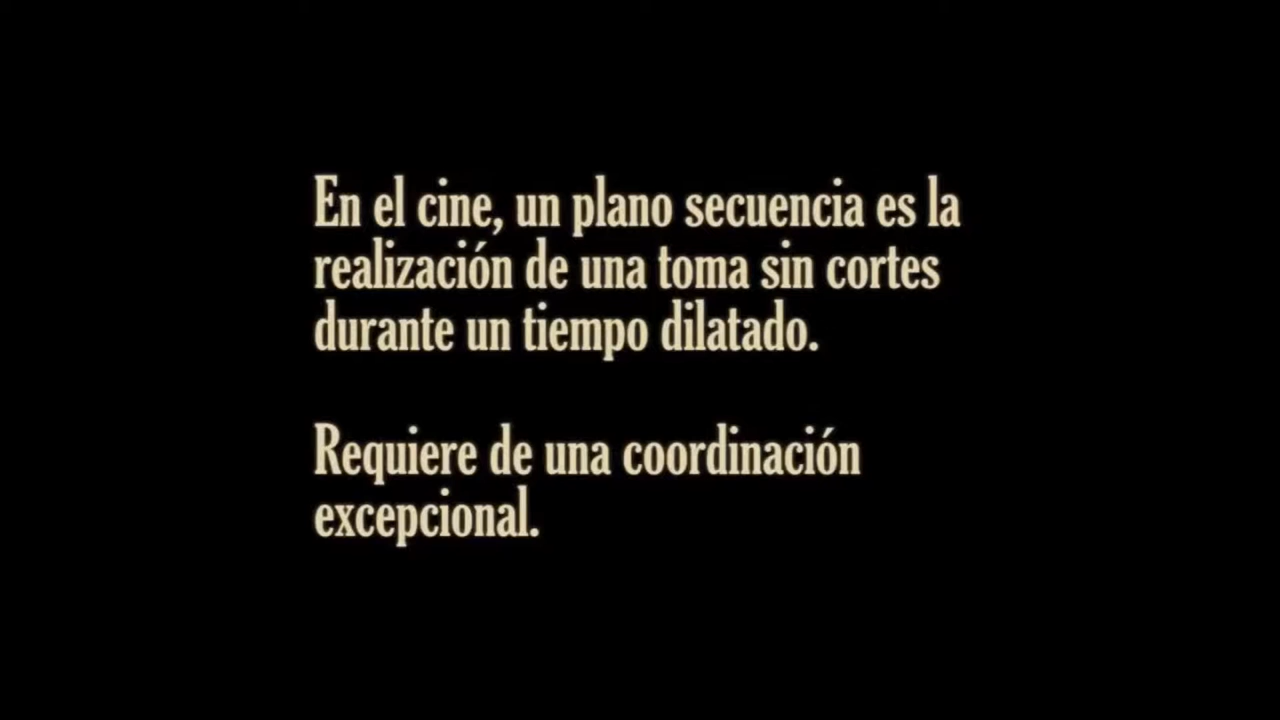 En el cine, un plano secuencia es la
realización de una toma sin cortes
durante un tiempo dilatado.
Requiere de una coordinación
excepcional.